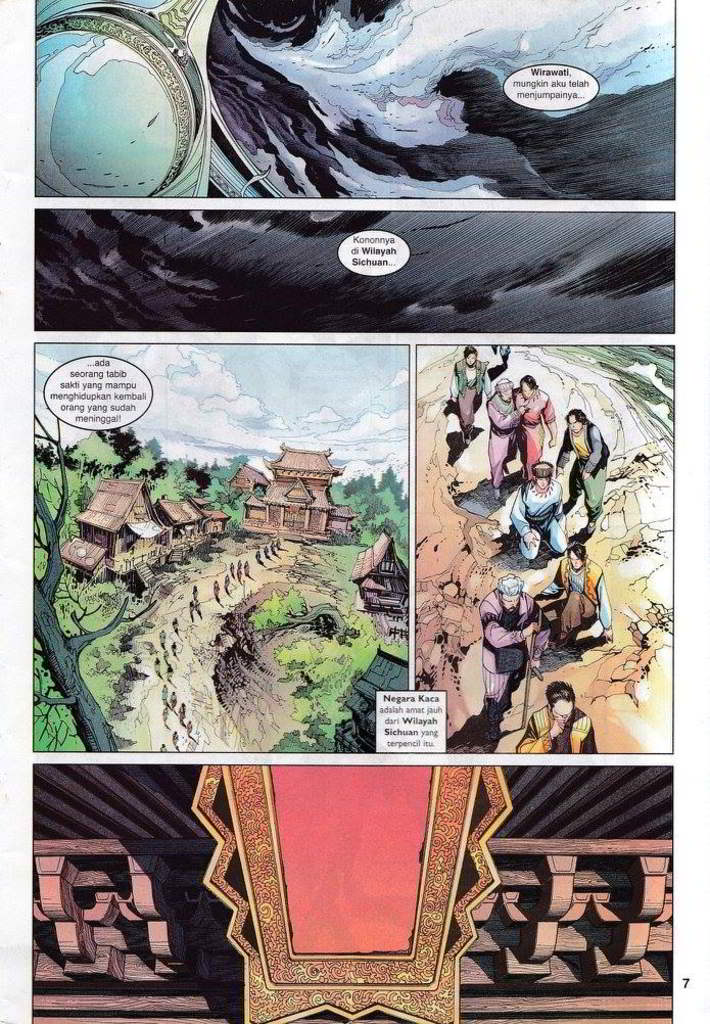 Wirawati,
mungkin aku telah
menjumpainya...
Kononnya
di Wilayah
Sichuan...
...ada
seorang tabib
sakti yang mampu
menghidupkan kembali
orang yang sudah
meninggal!
Negara Kaca
adalah amat jauh
dari Wilayah
Sichuan yang
terpencil itu.
7